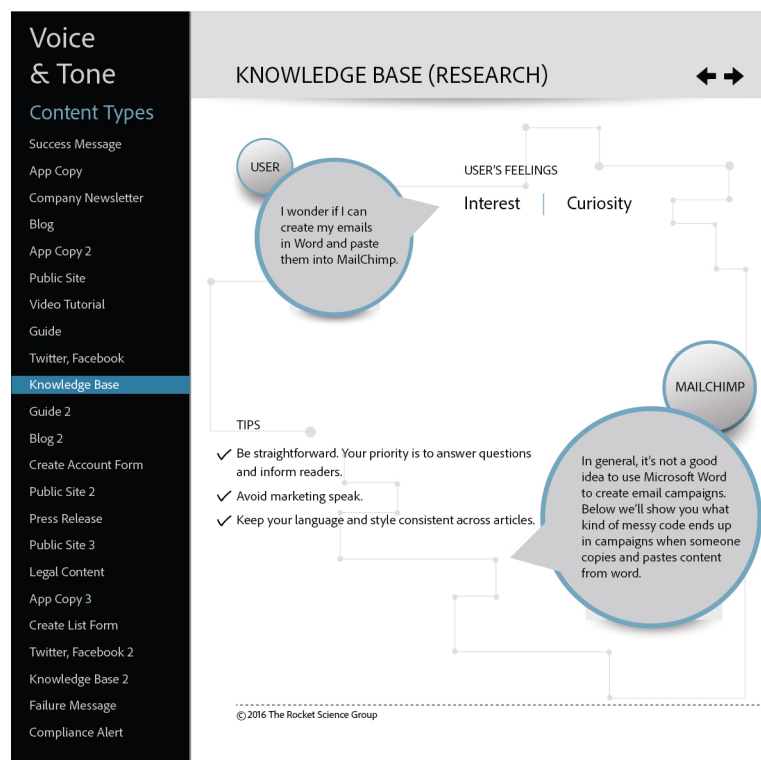 Voice
& Tone
Content Types
Success Message
App Copy
Company Newsletter
Blog
App Copy 2
Public Site
Video Tutorial
Guide
Twitter, Facebook
Knowledge Base
Guide 2
Blog 2
Create Account Form
Public Site 2
Press Release
Public Site 3
Legal Content
App Copy 3
Create List Form
Twitter, Facebook 2
Knowledge Base 2
Failure Message
Compliance Alert
KNOWLEDGE BASE (RESEARCH)
USER
I wonder if I can
create my emails
in Word and paste
them into MailChimp.
USER'S FEELINGS
Interest | Curiosity
MAILCHIMP
In general, it's not a good
idea to use Microsoft Word
to create email campaigns.
Below we'll show you what
kind of messy code ends up
in campaigns when someone
copies and pastes content
from word.
TIPS
Be straightforward. Your priority is to answer questions
and inform readers.
Avoid marketing speak.
Keep your language and style consistent across articles.
© 2016 The Rocket Science Group